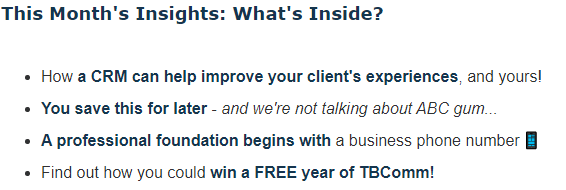 This Month's Insights: What's Inside?
• How a CRM can help improve your client's experiences, and yours!
• You save this for later - and we're not talking about ABC gum...
• A professional foundation begins with a business phone number 📱
• Find out how you could win a FREE year of TBComm!